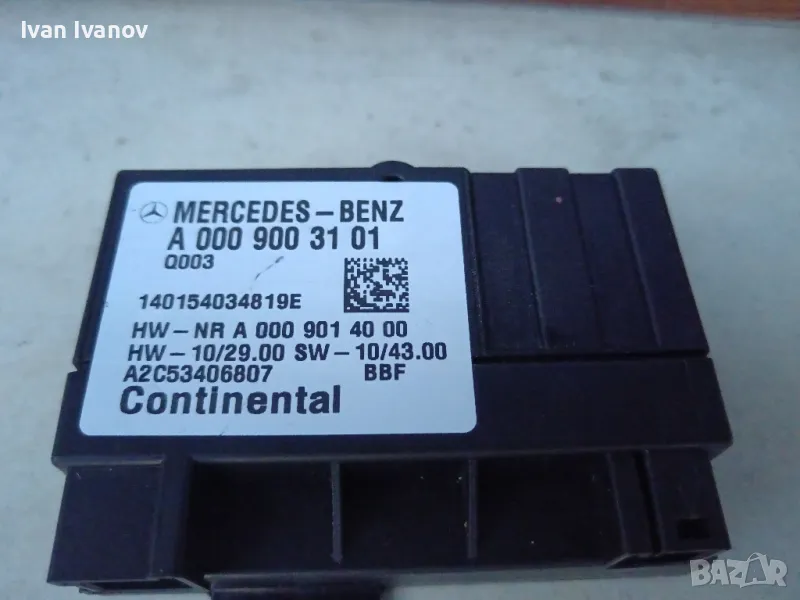 Ivan Ivanov
MERCEDES-BENZ
A 000 900 31 01
Q003
140154034819E
HW-NR A 000 901 40 00
HW-10/29.00 SW-10/43.00
A2C53406807 BBF
Continental
BAZAR